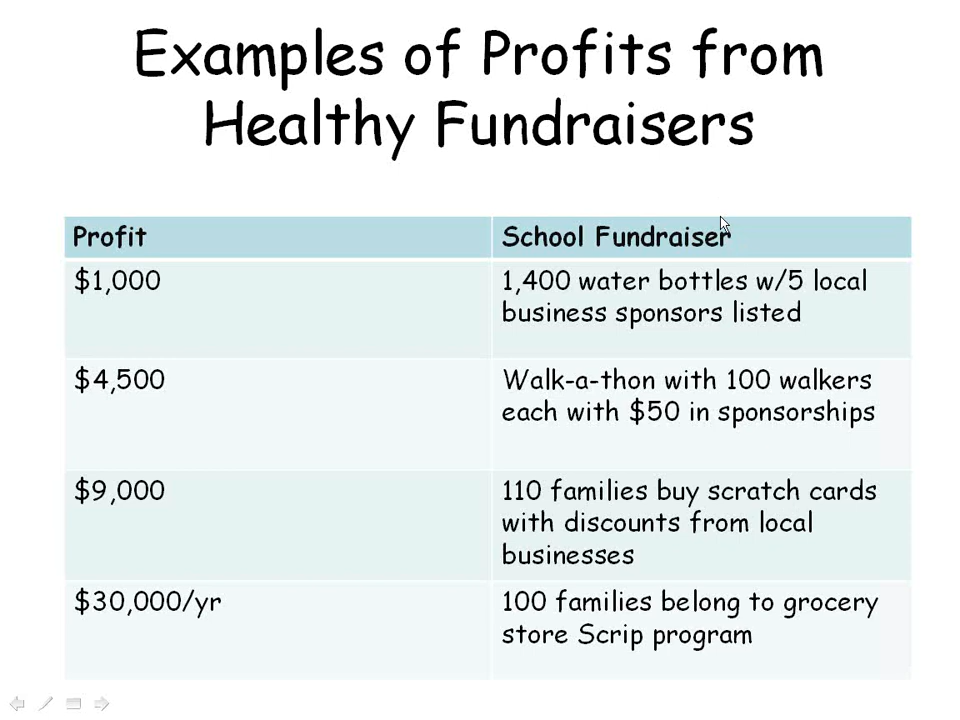 Examples of Profits from
Healthy Fundraisers
Profit
School Fundraiser
$1,000
1,400 water bottles w/5 local
business sponsors listed
$4,500
Walk-a-thon with 100 walkers
each with $50 in sponsorships
$9,000
110 families buy scratch cards
with discounts from local
businesses
$30,000/yr
100 families belong to grocery
store Scrip program